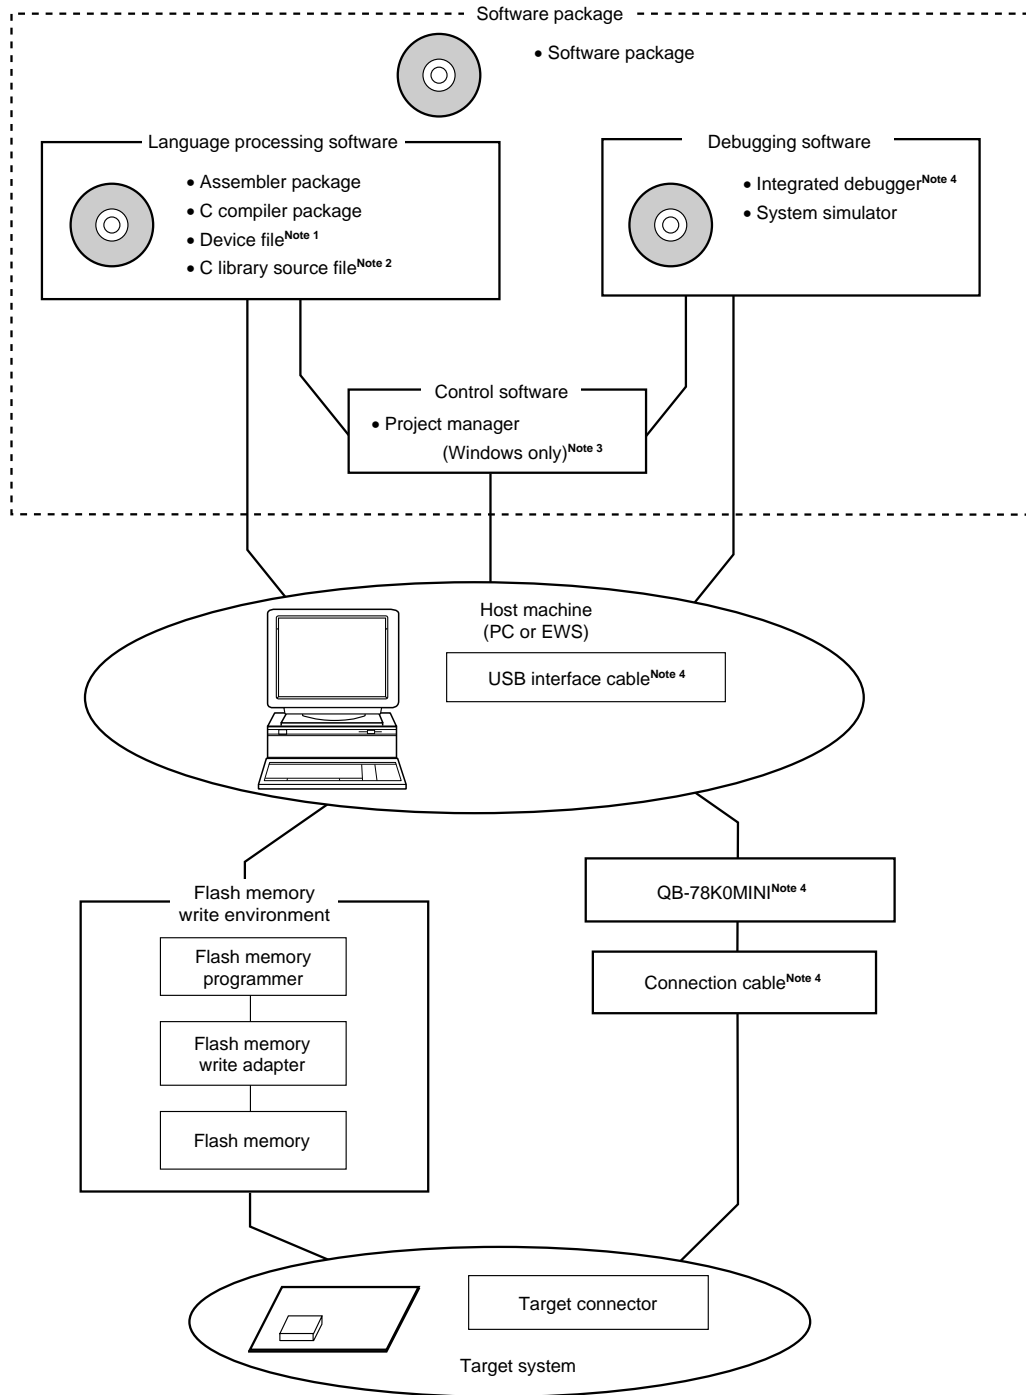 Software package
• Software package
Language processing software
• Assembler package
• C compiler package
• Device fileNote 1
• C library source fileNote 2
Debugging software
• Integrated debuggerNote 4
• System simulator
Control software
• Project manager
(Windows only)Note 3
Host machine
(PC or EWS)
USB interface cableNote 4
Flash memory
write environment
Flash memory
programmer
Flash memory
write adapter
Flash memory
QB-78K0MININote 4
Connection cableNote 4
Target connector
Target system